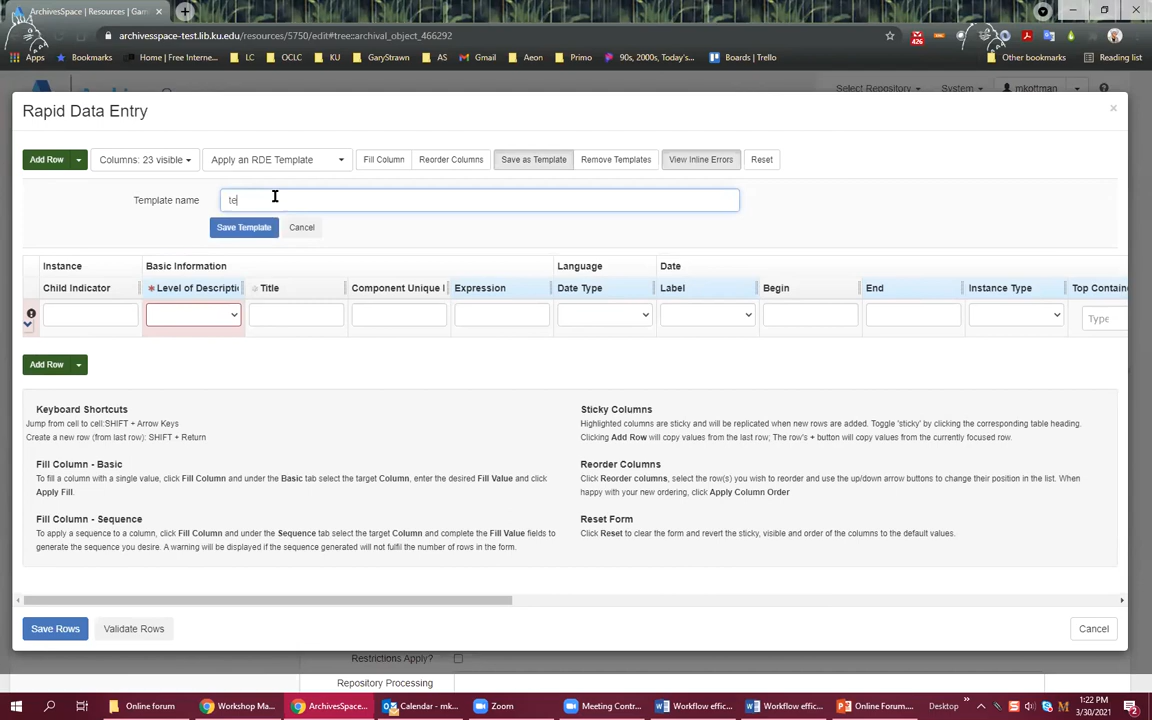 ArchivesSpace | Resources | Gam
archivesspace-test.lib.ku.edu/resources/5750/edit#tree::archival_object_466292
426
Apps Bookmarks Home | Free Interne... LC OCLC KU GaryStrawn AS Gmail Aeon Primo 90s, 2000s, Today's... Boards | Trello Other bookmarks Reading list
Select Repository System mkottman
Rapid Data Entry ×
Add Row Columns: 23 visible Apply an RDE Template Fill Column Reorder Columns Save as Template Remove Templates View Inline Errors Reset
Template name te
Save Template Cancel
Instance Basic Information Language Date
Child Indicator Level of Descripti Title Component Unique I Expression Date Type Label Begin End Instance Type Top Contain
Type
Add Row
Keyboard Shortcuts
Jump from cell to cell:SHIFT + Arrow Keys
Create a new row (from last row): SHIFT + Return
Fill Column - Basic
To fill a column with a single value, click Fill Column and under the Basic tab select the target Column, enter the desired Fill Value and click
Apply Fill.
Fill Column - Sequence
To apply a sequence to a column, click Fill Column and under the Sequence tab select the target Column and complete the Fill Value fields to
generate the sequence you desire. A warning will be displayed if the sequence generated will not fulfil the number of rows in the form.
Sticky Columns
Highlighted columns are sticky and will be replicated when new rows are added. Toggle 'sticky' by clicking the corresponding table heading.
Clicking Add Row will copy values from the last row; The row's + button will copy values from the currently focused row.
Reorder Columns
Click Reorder columns, select the row(s) you wish to reorder and use the up/down arrow buttons to change their position in the list. When
happy with your new ordering, click Apply Column Order
Reset Form
Click Reset to clear the form and revert the sticky, visible and order of the columns to the default values.
Save Rows Validate Rows Cancel
Restrictions Apply?
Repository Processing
Online forum Workshop Ma... ArchivesSpace... Calendar - mk... Zoom Meeting Contr... Workflow effic... Workflow effic... Online Forum.... Desktop
1:22 PM
3/30/2021